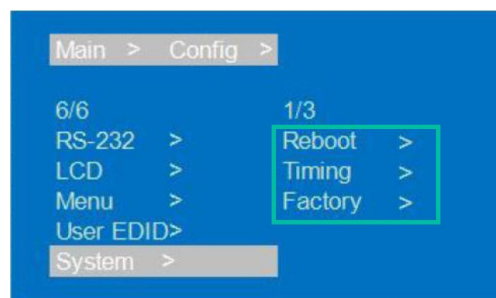 Main > Config >
6/6 1/3
RS-232 > Reboot >
LCD > Timing >
Menu > Factory >
User EDID>
System >